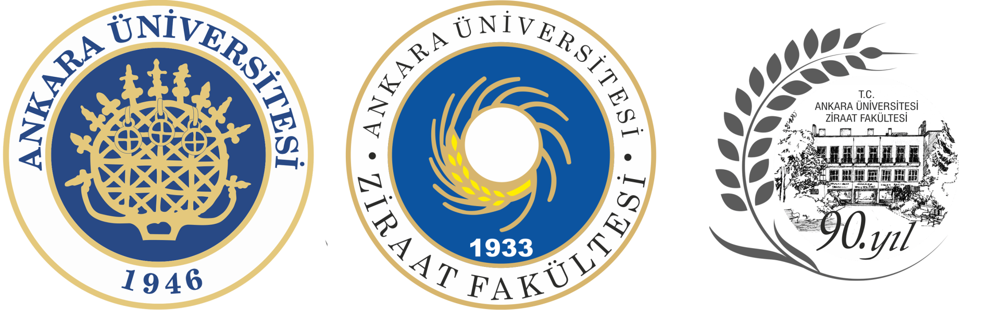 ANKARA ÜNİVERSİTESİ
1946
ANKARA ÜNİVERSİTESİ
1933
• ZİRAAT FAKÜLTESİ •
T.C.
ANKARA ÜNİVERSİTESİ
ZİRAAT FAKÜLTESİ
ANKARA
90.yıl